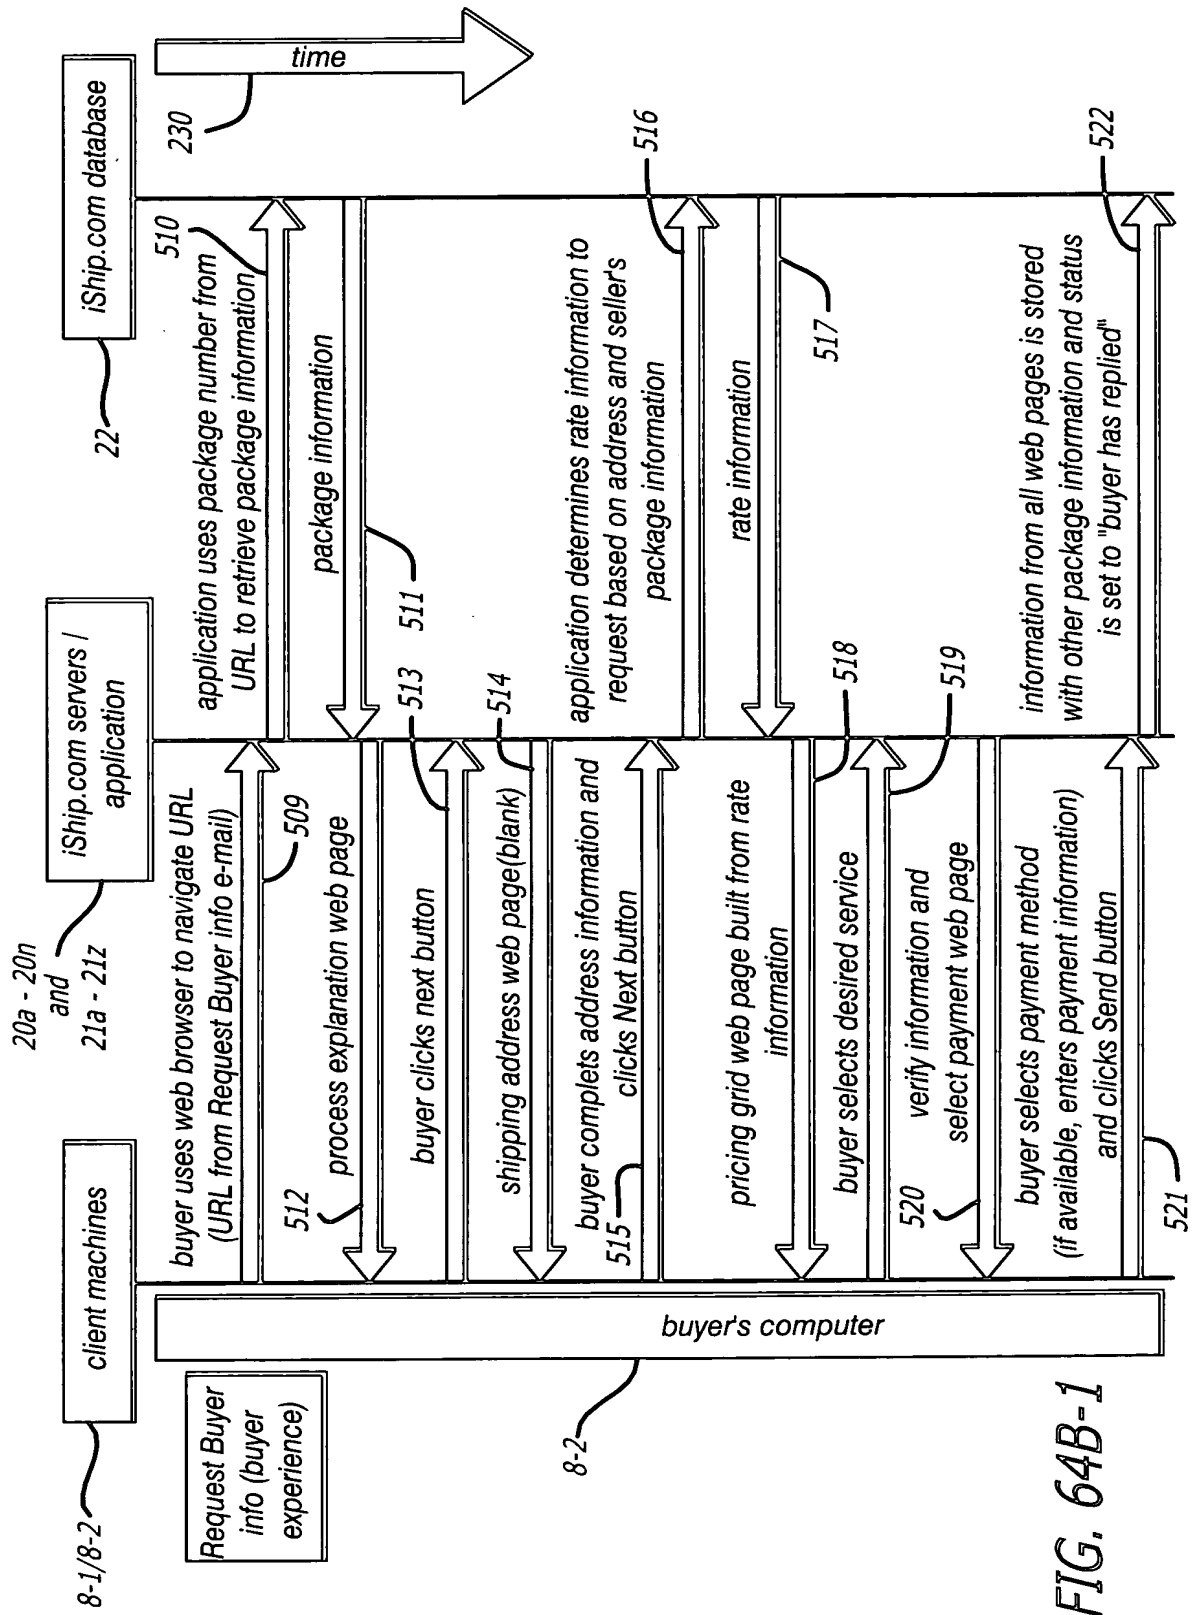 8-1/8-2
client machines
20a - 20n
and
21a - 21z
iShip.com servers /
application
22
iShip.com database
230
time
Request Buyer
info (buyer
experience)
buyer's computer
8-2
buyer uses web browser to navigate URL
(URL from Request Buyer info e-mail)
509
application uses package number from
URL to retrieve package information
510
package information
511
process explanation web page
512
buyer clicks next button
513
shipping address web page(blank)
514
buyer complets address information and
clicks Next button
515
application determines rate information to
request based on address and seller's
package information
516
rate information
517
pricing grid web page built from rate
information
518
buyer selects desired service
519
verify information and
select payment web page
520
buyer selects payment method
(if available, enters payment information)
and clicks Send button
521
information from all web pages is stored
with other package information and status
is set to "buyer has replied"
522
FIG. 64B-1